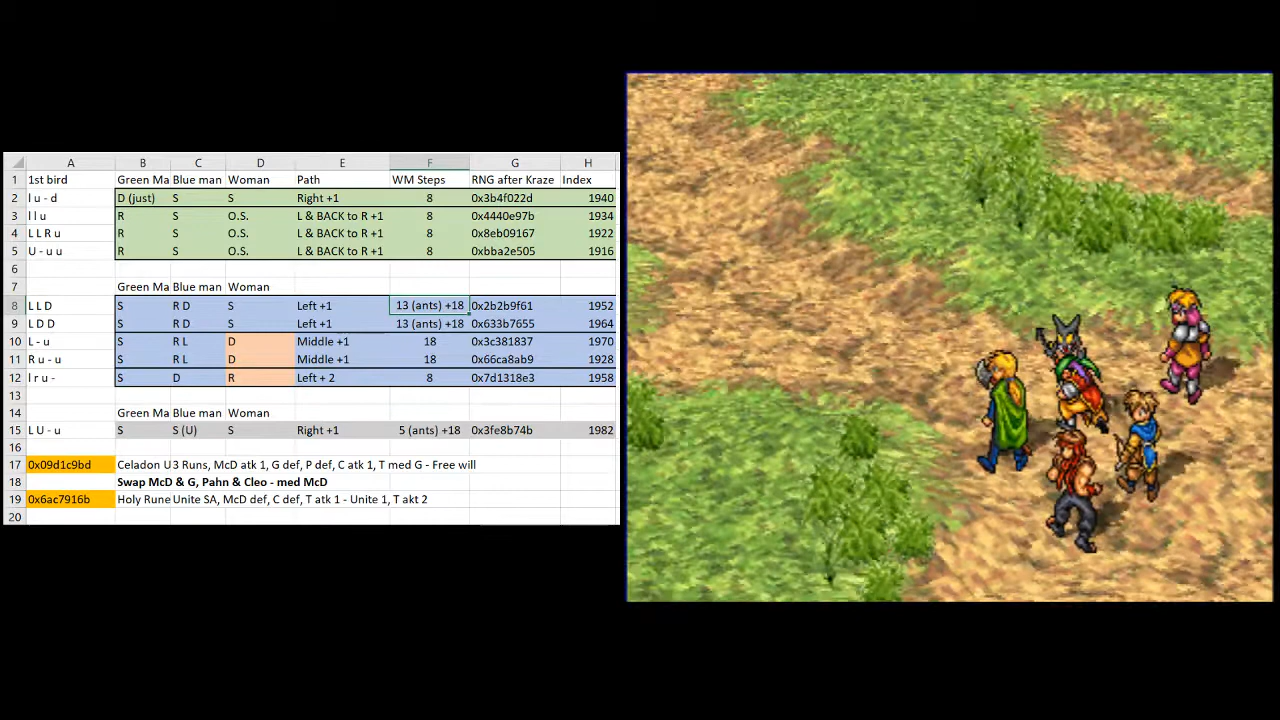 A B C D E F G H
1 1st bird Green Ma Blue man Woman Path WM Steps RNG after Kraze Index
2 l u - d D (just) S S Right +1 8 0x3b4f022d 1940
3 l l u R S O.S. L & BACK to R +1 8 0x4440e97b 1934
4 L L R u R S O.S. L & BACK to R +1 8 0x8eb09167 1922
5 U - u u R S O.S. L & BACK to R +1 8 0xbba2e505 1916
6
7 Green Ma Blue man Woman
8 L L D S R D S Left +1 13 (ants) +18 0x2b2b9f61 1952
9 L D D S R D S Left +1 13 (ants) +18 0x633b7655 1964
10 L - u S R L D Middle +1 18 0x3c381837 1970
11 R u - u S R L D Middle +1 18 0x66ca8ab9 1928
12 l r u - S D R Left + 2 8 0x7d1318e3 1958
13
14 Green Ma Blue man Woman
15 L U - u S S (U) S Right +1 5 (ants) +18 0x3fe8b74b 1982
16
17 0x09d1c9bd Celadon U 3 Runs, McD atk 1, G def, P def, C atk 1, T med G - Free will
18 Swap McD & G, Pahn & Cleo - med McD
19 0x6ac7916b Holy Rune Unite SA, McD def, C def, T atk 1 - Unite 1, T akt 2
20